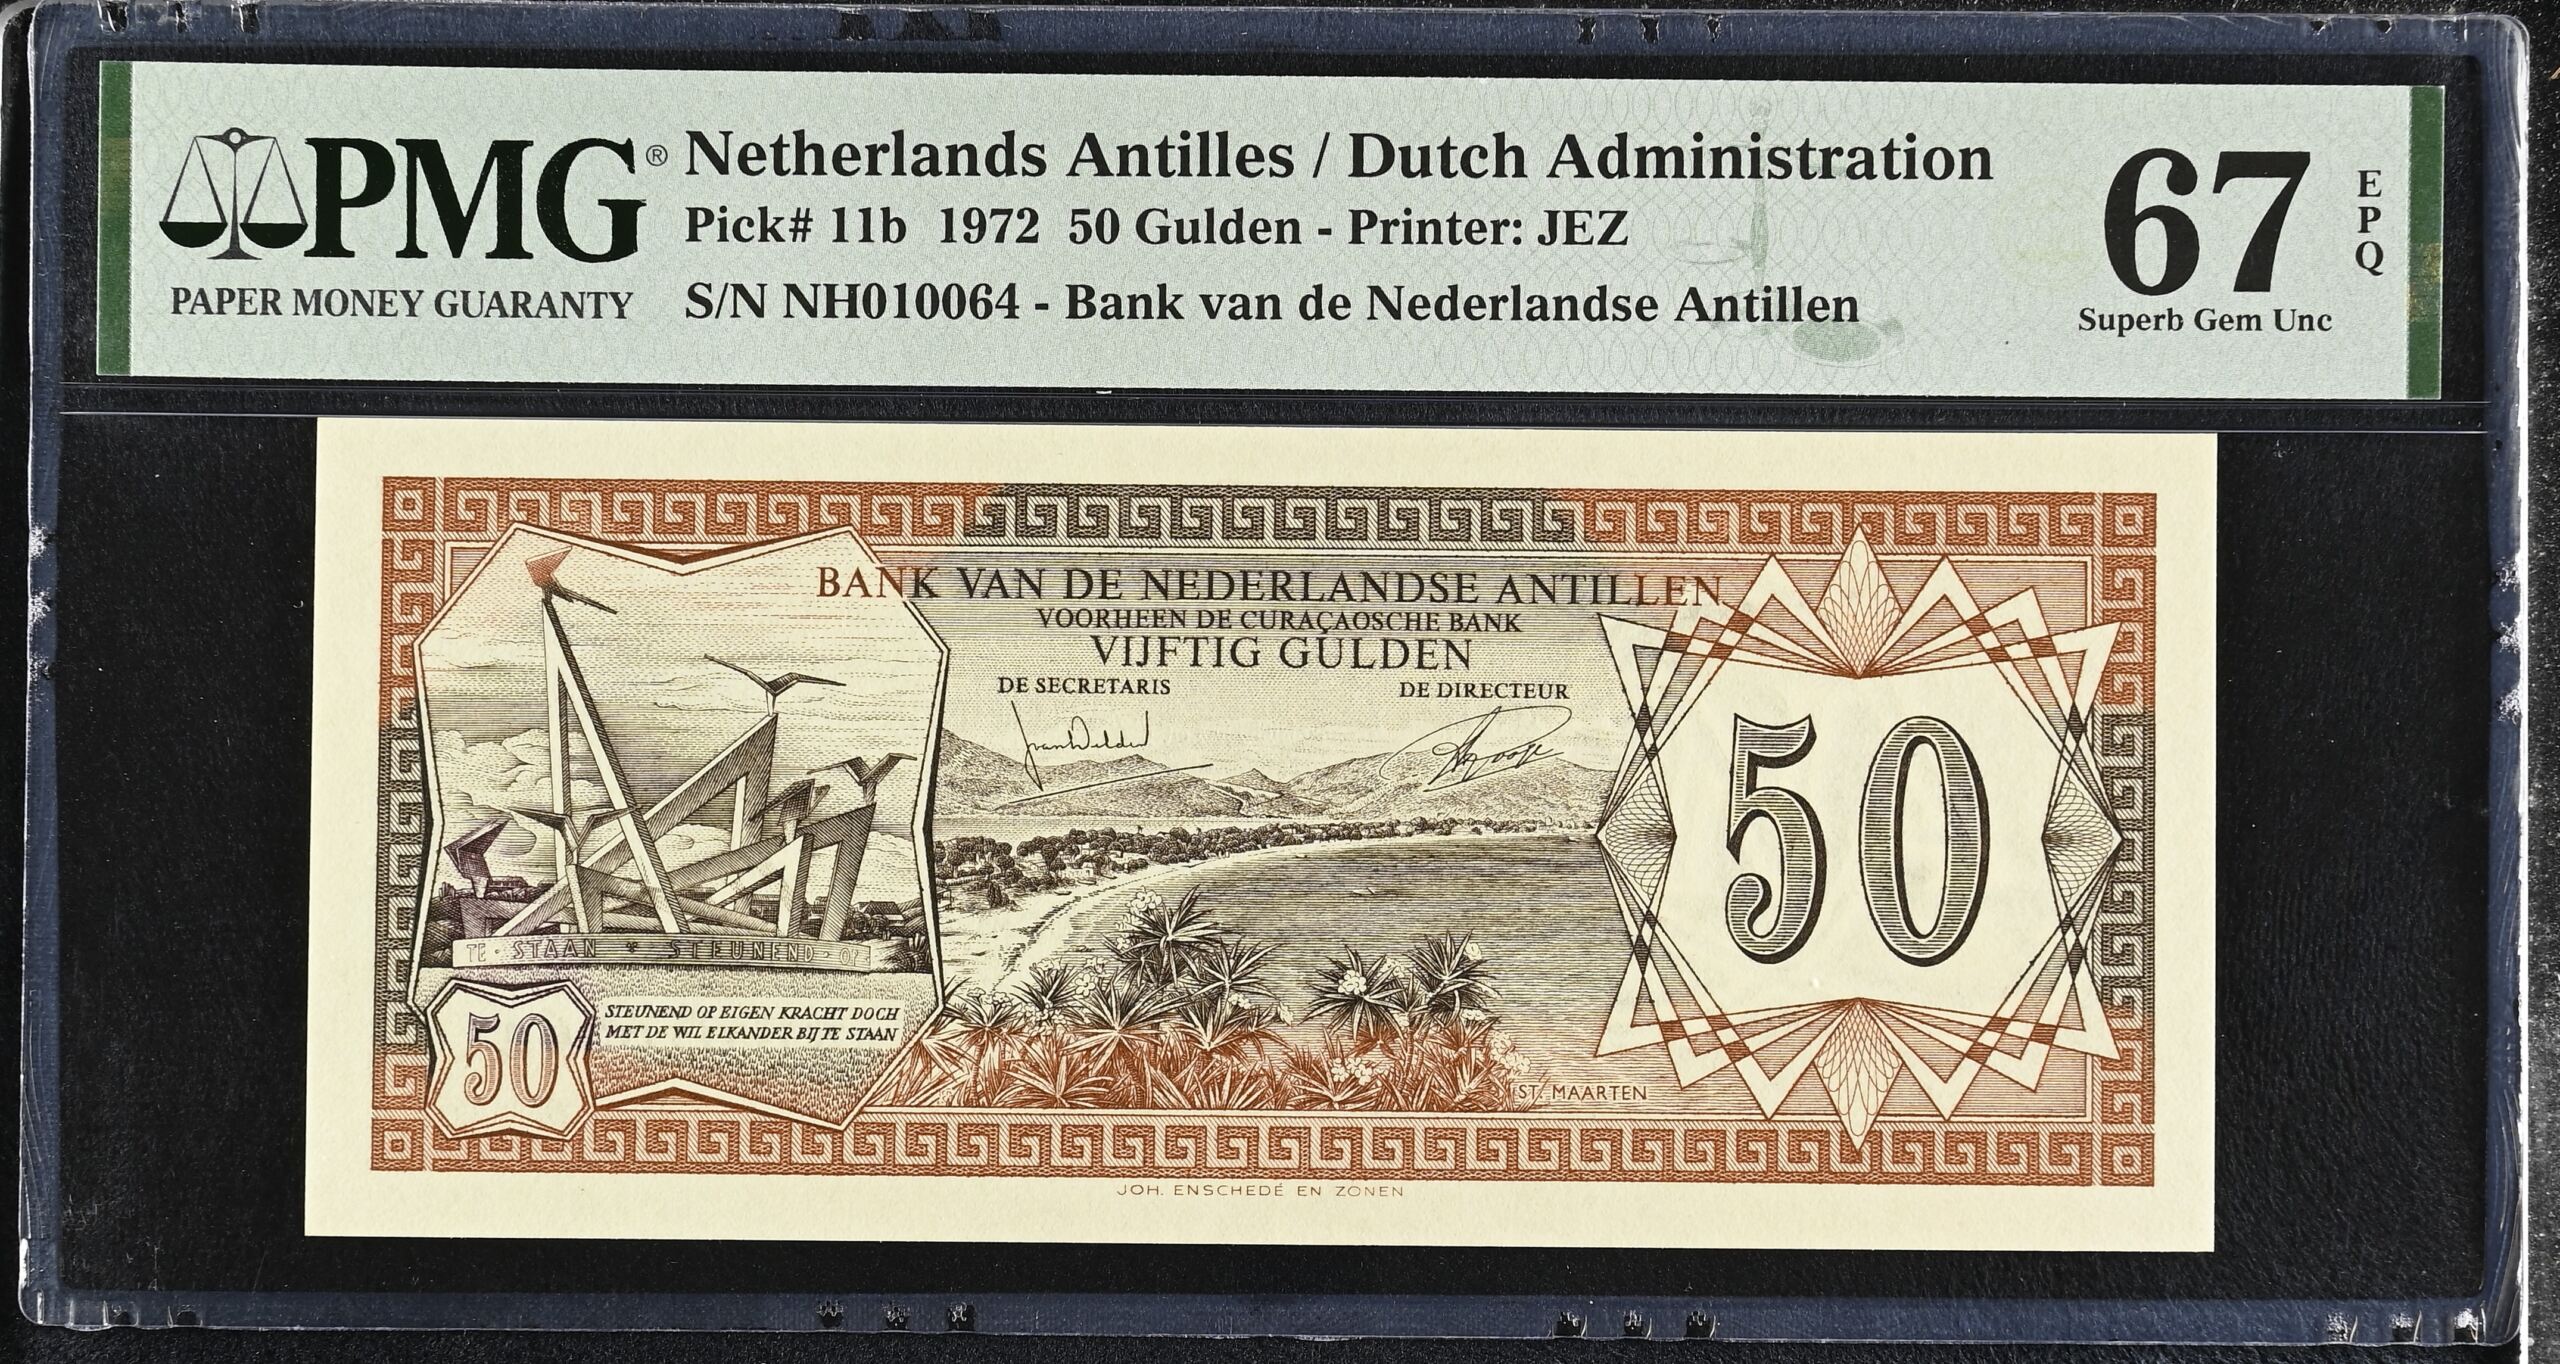 PMG®
PAPER MONEY GUARANTY
Netherlands Antilles / Dutch Administration
Pick# 11b 1972 50 Gulden - Printer: JEZ
S/N NH010064 - Bank van de Nederlandse Antillen
67
EPQ
Superb Gem Unc
BANK VAN DE NEDERLANDSE ANTILLEN
VOORHEEN DE CURAÇAOSCHE BANK
VIJFTIG GULDEN
DE SECRETARIS DE DIRECTEUR
50
TE · STAAN * STEUNEND · OP
50
STEUNEND OP EIGEN KRACHT DOCH
MET DE WIL ELKANDER BIJ TE STAAN
ST. MAARTEN
JOH. ENSCHEDÉ EN ZONEN